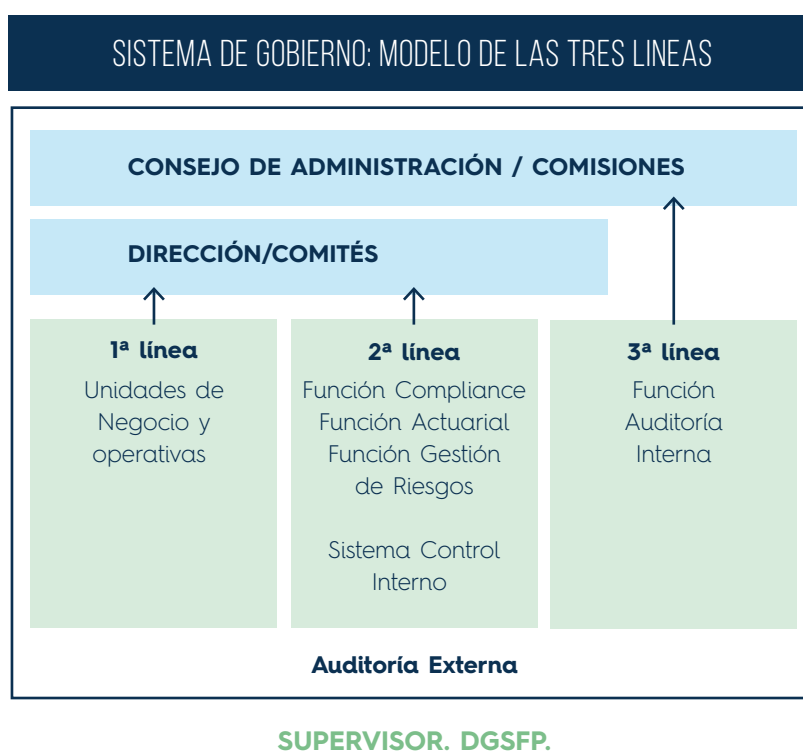 SISTEMA DE GOBIERNO: MODELO DE LAS TRES LINEAS
CONSEJO DE ADMINISTRACIÓN / COMISIONES
DIRECCIÓN/COMITÉS
1ª línea
Unidades de
Negocio y
operativas
2ª línea
Función Compliance
Función Actuarial
Función Gestión
de Riesgos
Sistema Control
Interno
3ª línea
Función
Auditoría
Interna
Auditoría Externa
SUPERVISOR. DGSFP.